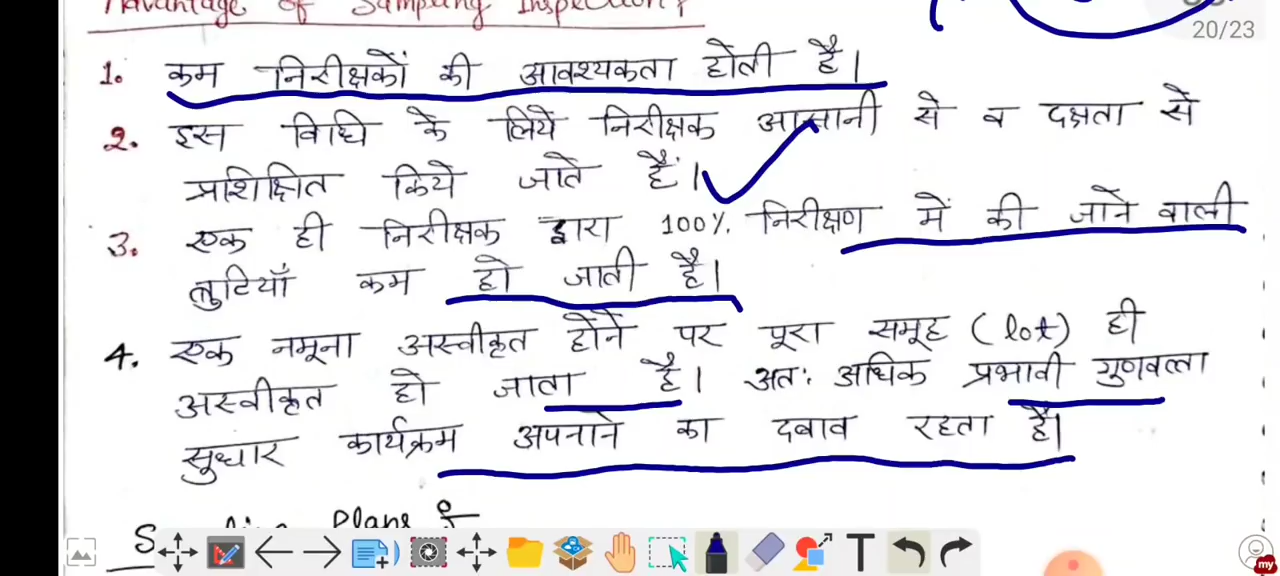 Advantage of Sampling Inspection:
20/23
1. कम निरीक्षकों की आवश्यकता होती है।
2. इस विधि के लिये निरीक्षक आसानी से व दक्षता से
प्रशिक्षित किये जाते हैं।
3. एक ही निरीक्षक द्वारा 100% निरीक्षण में की जाने वाली
त्रुटियाँ कम हो जाती है।
4. एक नमूना अस्वीकृत होने पर पूरा समूह (lot) ही
अस्वीकृत हो जाता है। अतः अधिक प्रभावी गुणवत्ता
सुधार कार्यक्रम अपनाने का दबाव रहता है।
Plans
T
my